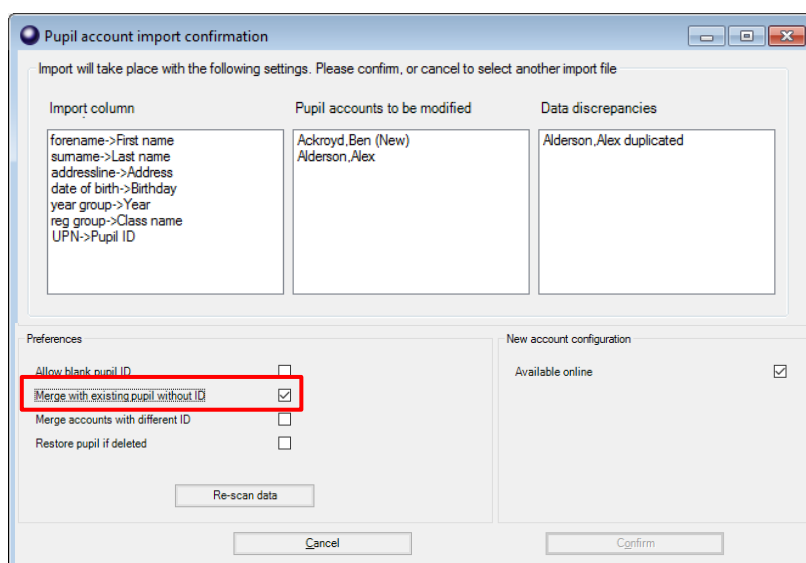 Pupil account import confirmation
Import will take place with the following settings. Please confirm, or cancel to select another import file
Import column
Pupil accounts to be modified
Data discrepancies
forename->First name
surname->Last name
addressline->Address
date of birth->Birthday
year group->Year
reg group->Class name
UPN->Pupil ID
Ackroyd,Ben (New)
Alderson,Alex
Alderson,Alex duplicated
Preferences
Allow blank pupil ID
Merge with existing pupil without ID
Merge accounts with different ID
Restore pupil if deleted
Re-scan data
New account configuration
Available online
Cancel
Confirm